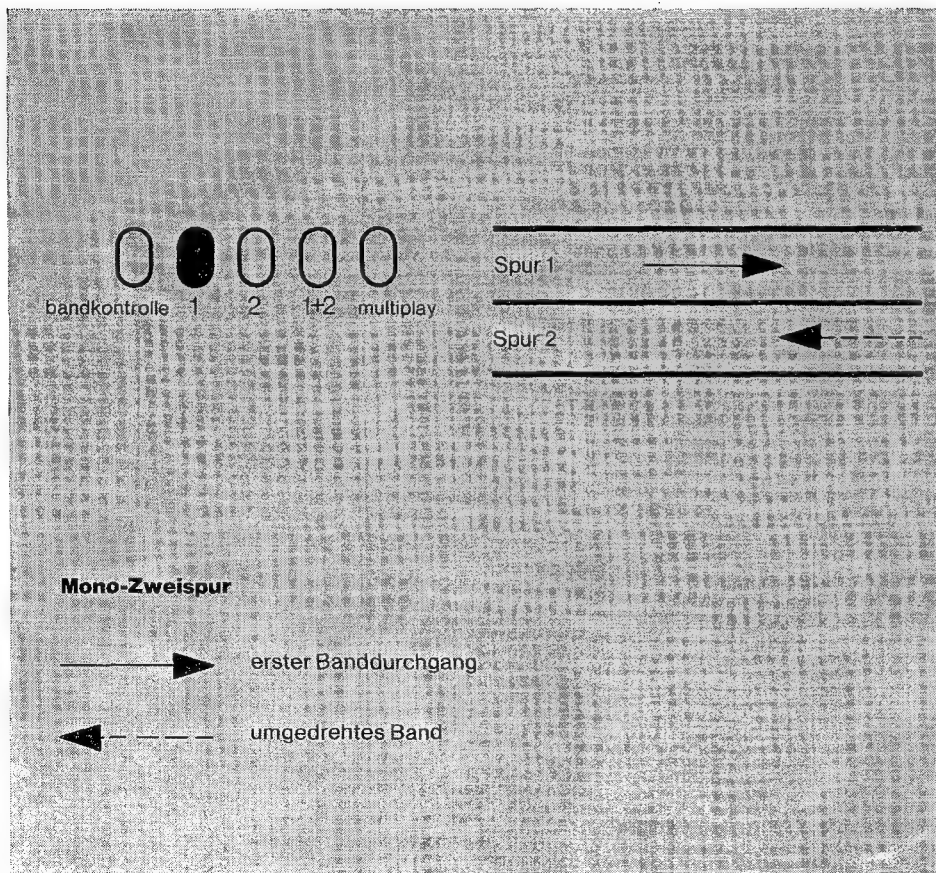 bandkontrolle 1 2 1+2 multiplay
Spur 1
Spur 2
Mono-Zweispur
erster Banddurchgang
umgedrehtes Band